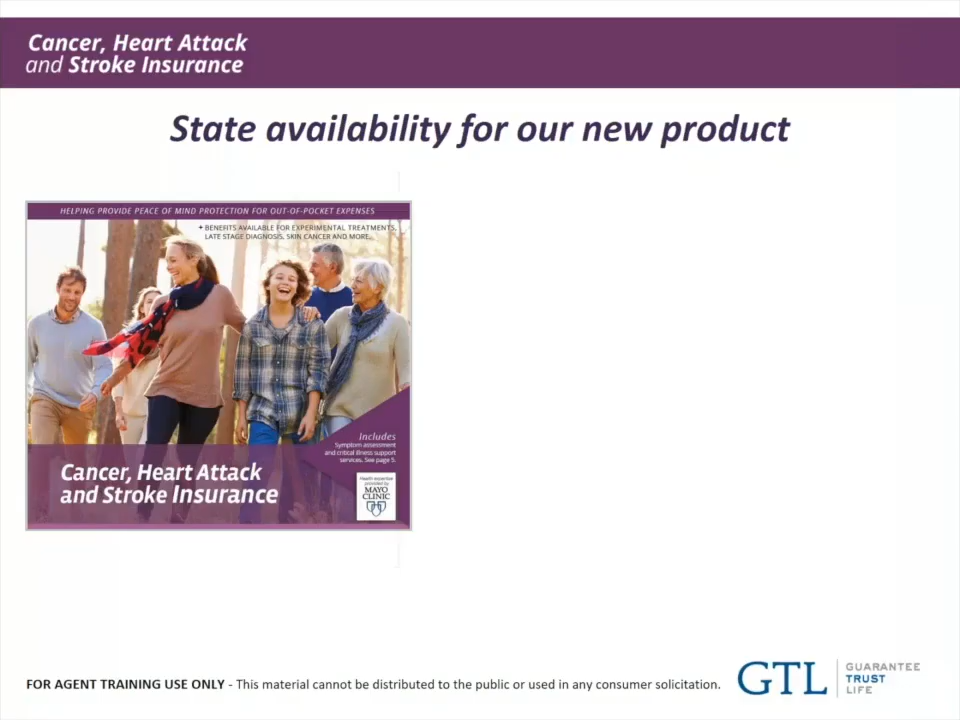 Cancer, Heart Attack
and Stroke Insurance
State availability for our new product
HELPING PROVIDE PEACE OF MIND PROTECTION FOR OUT-OF-POCKET EXPENSES
+ BENEFITS AVAILABLE FOR EXPERIMENTAL TREATMENTS,
LATE STAGE DIAGNOSIS, SKIN CANCER AND MORE.
Includes
Symptom assessment
and critical illness support
services. See page 5.
Cancer, Heart Attack
and Stroke Insurance
Health expertise
provided by
MAYO
CLINIC
FOR AGENT TRAINING USE ONLY - This material cannot be distributed to the public or used in any consumer solicitation.
GTL
GUARANTEE
TRUST
LIFE